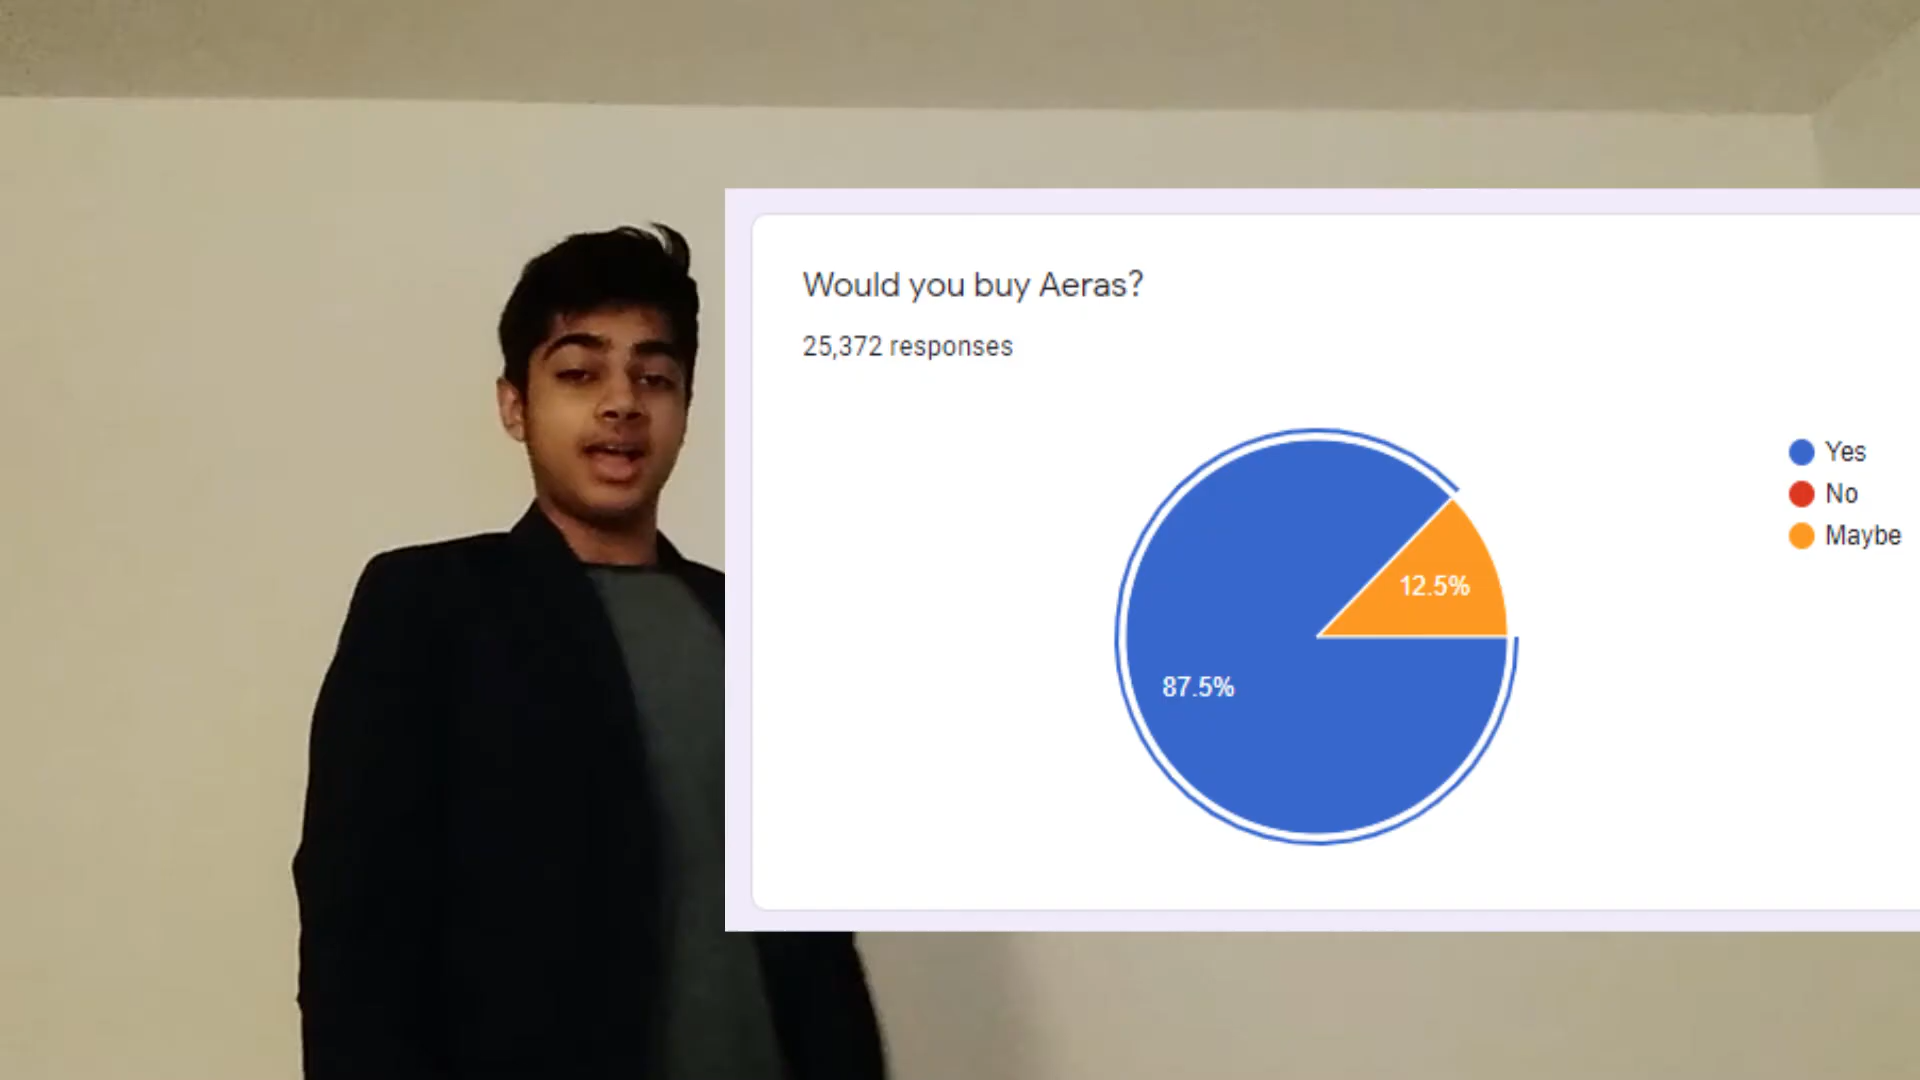 Would you buy Aeras?
25,372 responses
Yes
No
Maybe
12.5%
87.5%